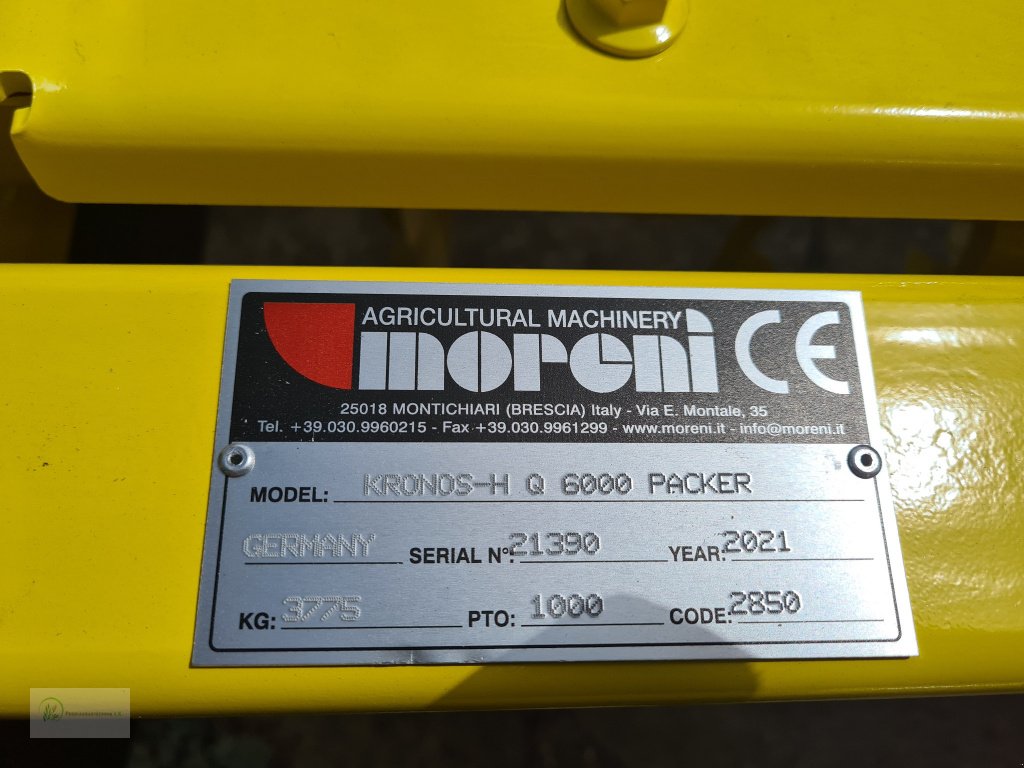 AGRICULTURAL MACHINERY
moreni CE
25018 MONTICHIARI (BRESCIA) Italy - Via E. Montale, 35
Tel. +39.030.9960215 - Fax +39.030.9961299 - www.moreni.it - info@moreni.it
MODEL: KRONOS-H Q 6000 PACKER
GERMANY SERIAL N°: 21390 YEAR: 2021
KG: 3775 PTO: 1000 CODE: 2850